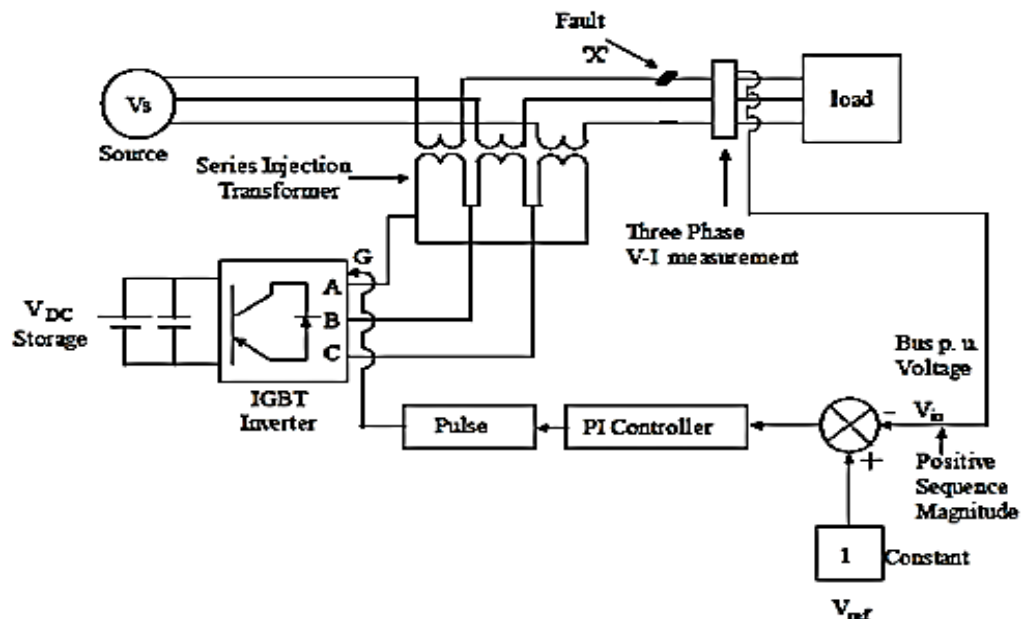 Fault
'X'
Vs
load
Source
Series Injection
Transformer
Three Phase
V-I measurement
G
A
B
C
V DC
Storage
IGBT
Inverter
Bus p. u.
Voltage
Pulse
PI Controller
- Vin
+
Positive
Sequence
Magnitude
1
Constant
Vref